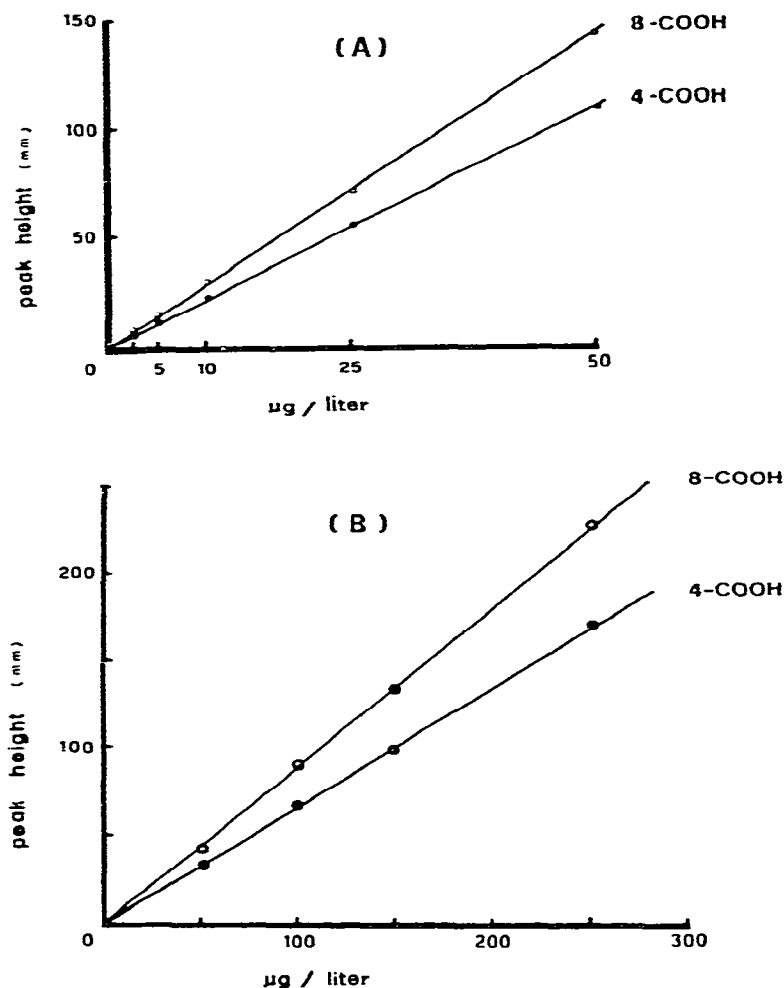 150
8-COOH
(A)
4-COOH
100
peak height (mm)
50
0 5 10 25 50
µg / liter
8-COOH
(B)
200
4-COOH
peak height (mm)
100
0 100 200 300
µg / liter